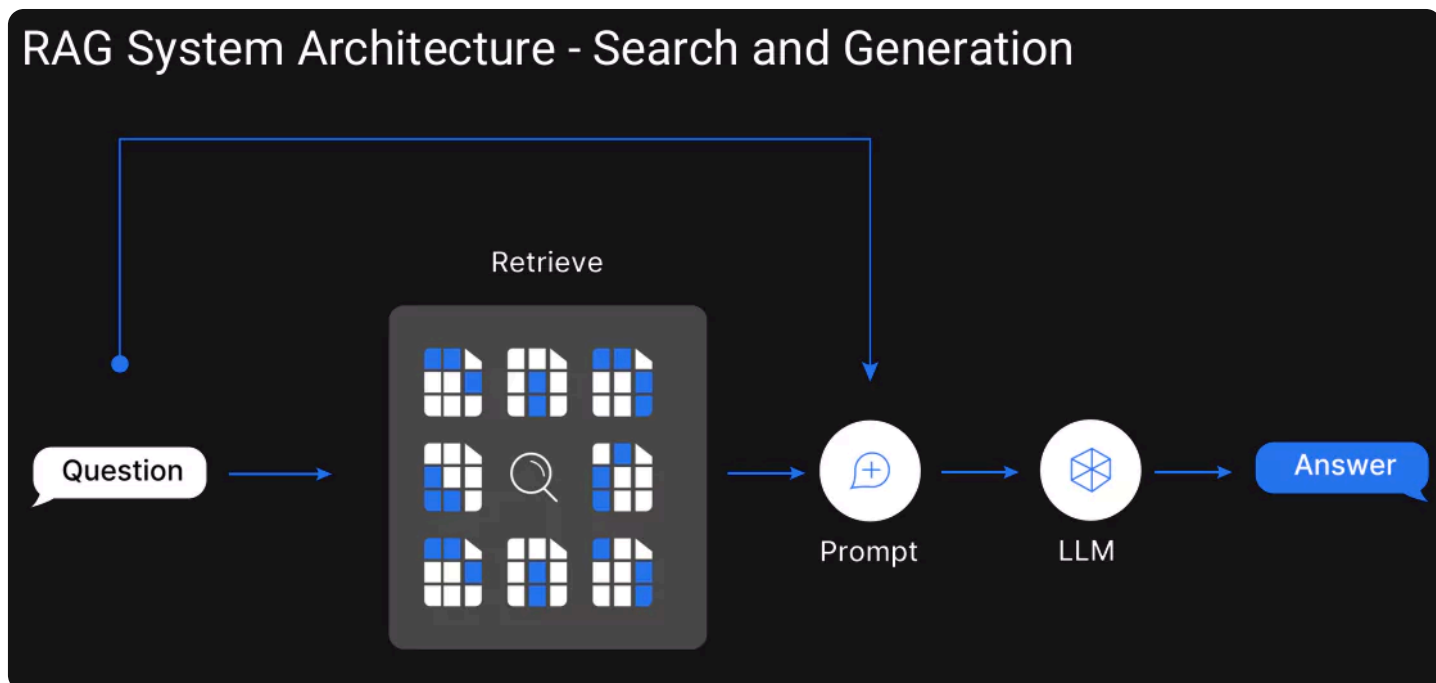 RAG System Architecture - Search and Generation
Retrieve
Question
Answer
Prompt
LLM